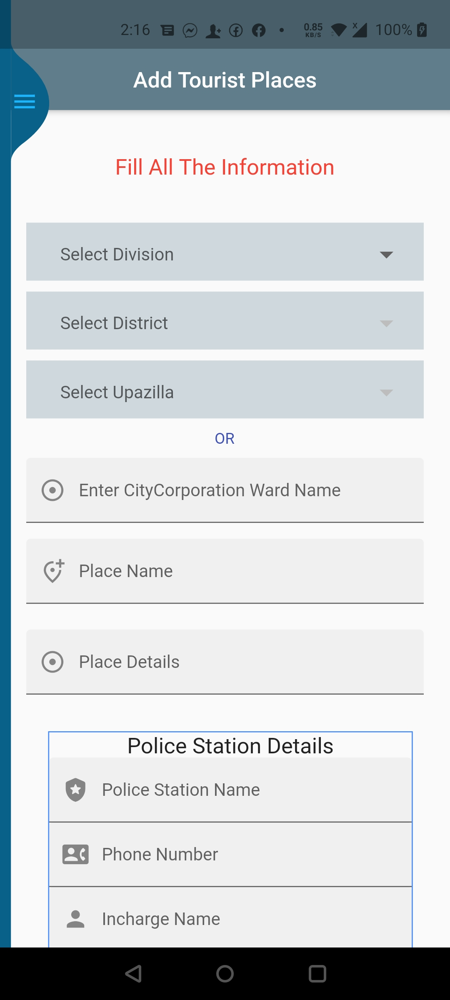 2:16 0.85 KB/S X 100%
Add Tourist Places
Fill All The Information
Select Division
Select District
Select Upazilla
OR
Enter CityCorporation Ward Name
Place Name
Place Details
Police Station Details
Police Station Name
Phone Number
Incharge Name